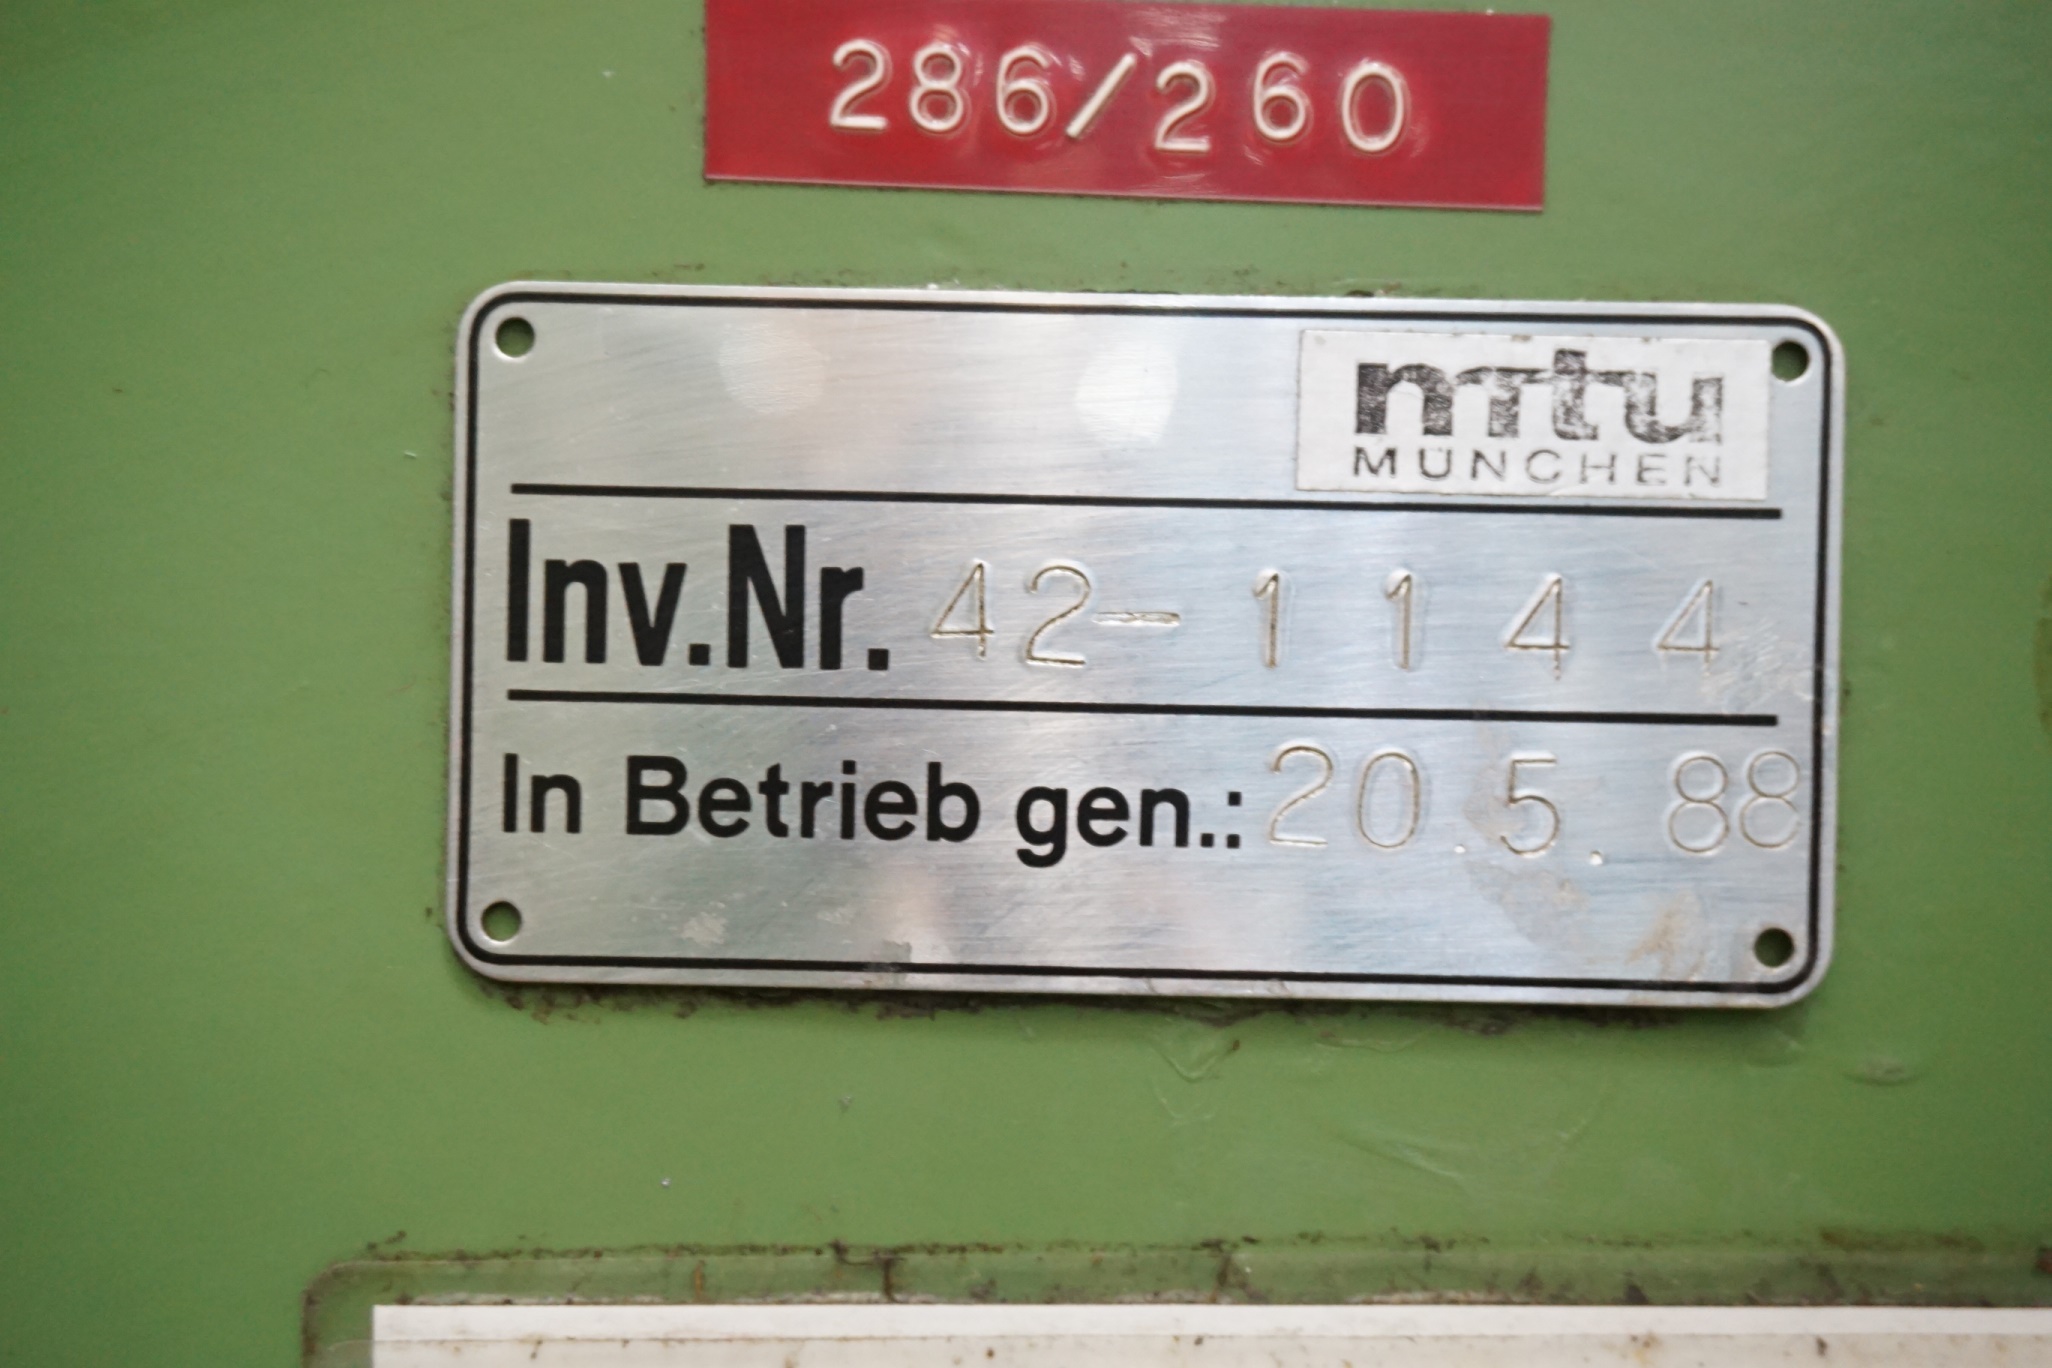 286/260
mtu
MÜNCHEN
Inv.Nr. 42-1144
In Betrieb gen.: 20.5.88